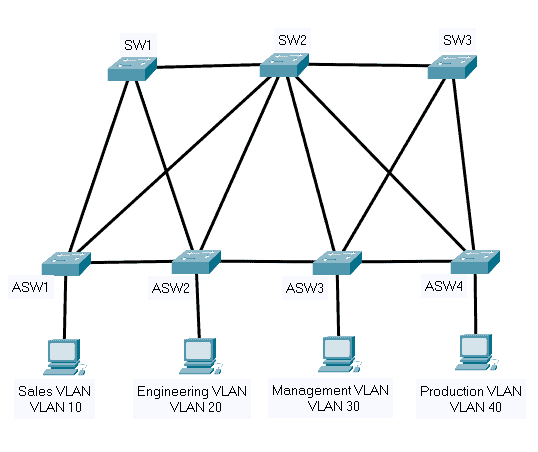 SW1
SW2
SW3
ASW1
ASW2
ASW3
ASW4
Sales VLAN
VLAN 10
Engineering VLAN
VLAN 20
Management VLAN
VLAN 30
Production VLAN
VLAN 40